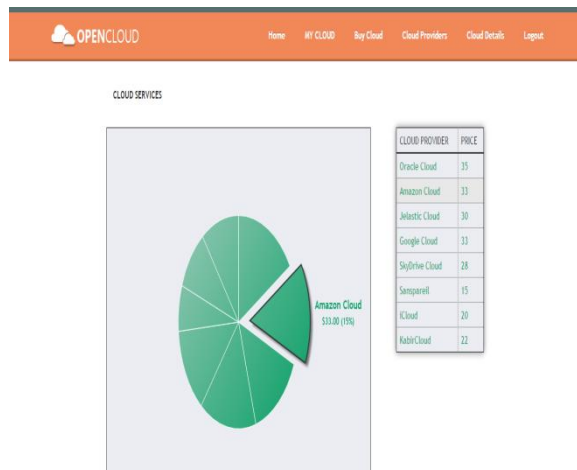 OPENCLOUD
Home MY CLOUD Buy Cloud Cloud Providers Cloud Details Logout
CLOUD SERVICES
CLOUD PROVIDER PRICE
Oracle Cloud 35
Amazon Cloud 33
Jelastic Cloud 30
Google Cloud 33
SkyDrive Cloud 28
Sansparell 15
iCloud 20
KabirCloud 22
Amazon Cloud
$33.00 (15%)